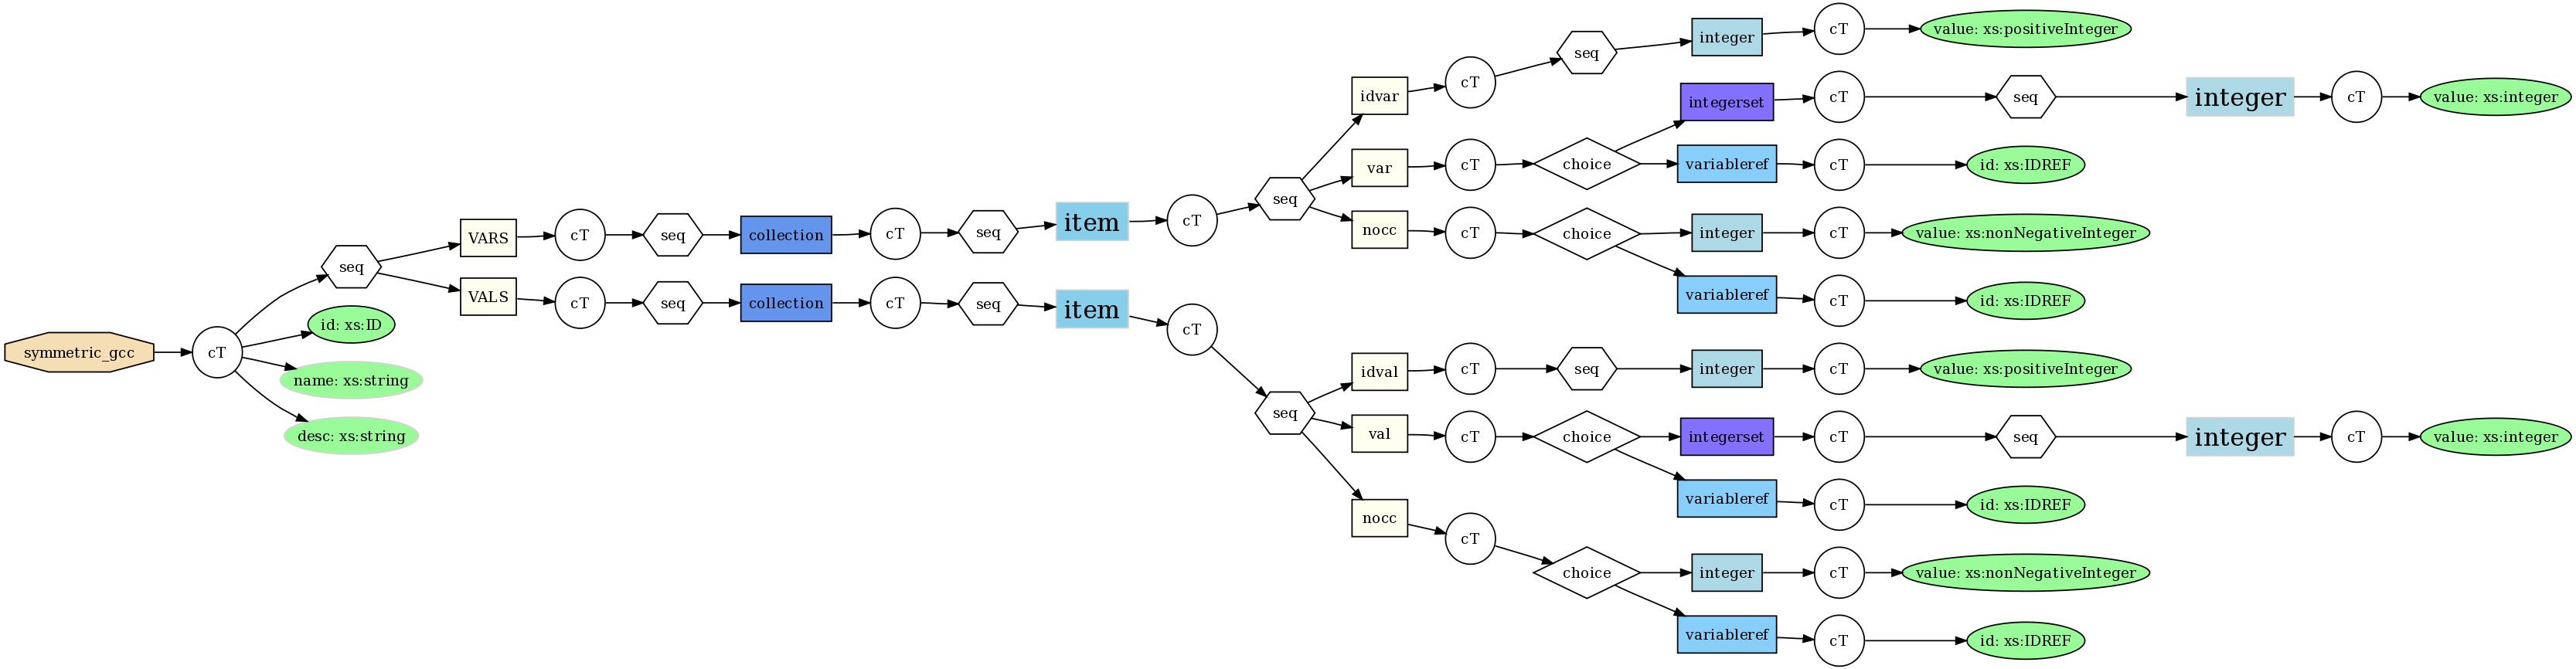 symmetric_gcc
cT
seq
id: xs:ID
name: xs:string
desc: xs:string
VARS
cT
seq
collection
cT
seq
item
cT
seq
idvar
cT
seq
integer
cT
value: xs:positiveInteger
var
cT
choice
integerset
cT
seq
integer
cT
value: xs:integer
variableref
cT
id: xs:IDREF
nocc
cT
choice
integer
cT
value: xs:nonNegativeInteger
variableref
cT
id: xs:IDREF
VALS
cT
seq
collection
cT
seq
item
cT
seq
idval
cT
seq
integer
cT
value: xs:positiveInteger
val
cT
choice
integerset
cT
seq
integer
cT
value: xs:integer
variableref
cT
id: xs:IDREF
nocc
cT
choice
integer
cT
value: xs:nonNegativeInteger
variableref
cT
id: xs:IDREF